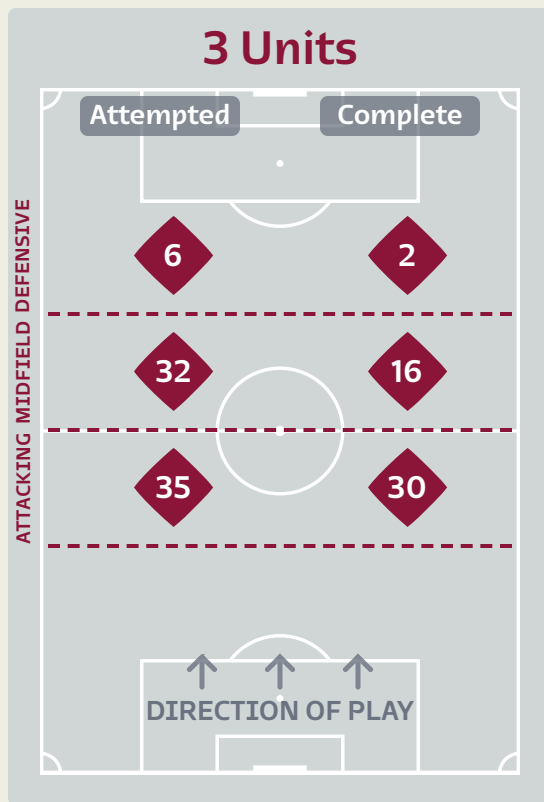 3 Units
Attempted Complete
ATTACKING MIDFIELD DEFENSIVE
6 2
32 16
35 30
DIRECTION OF PLAY